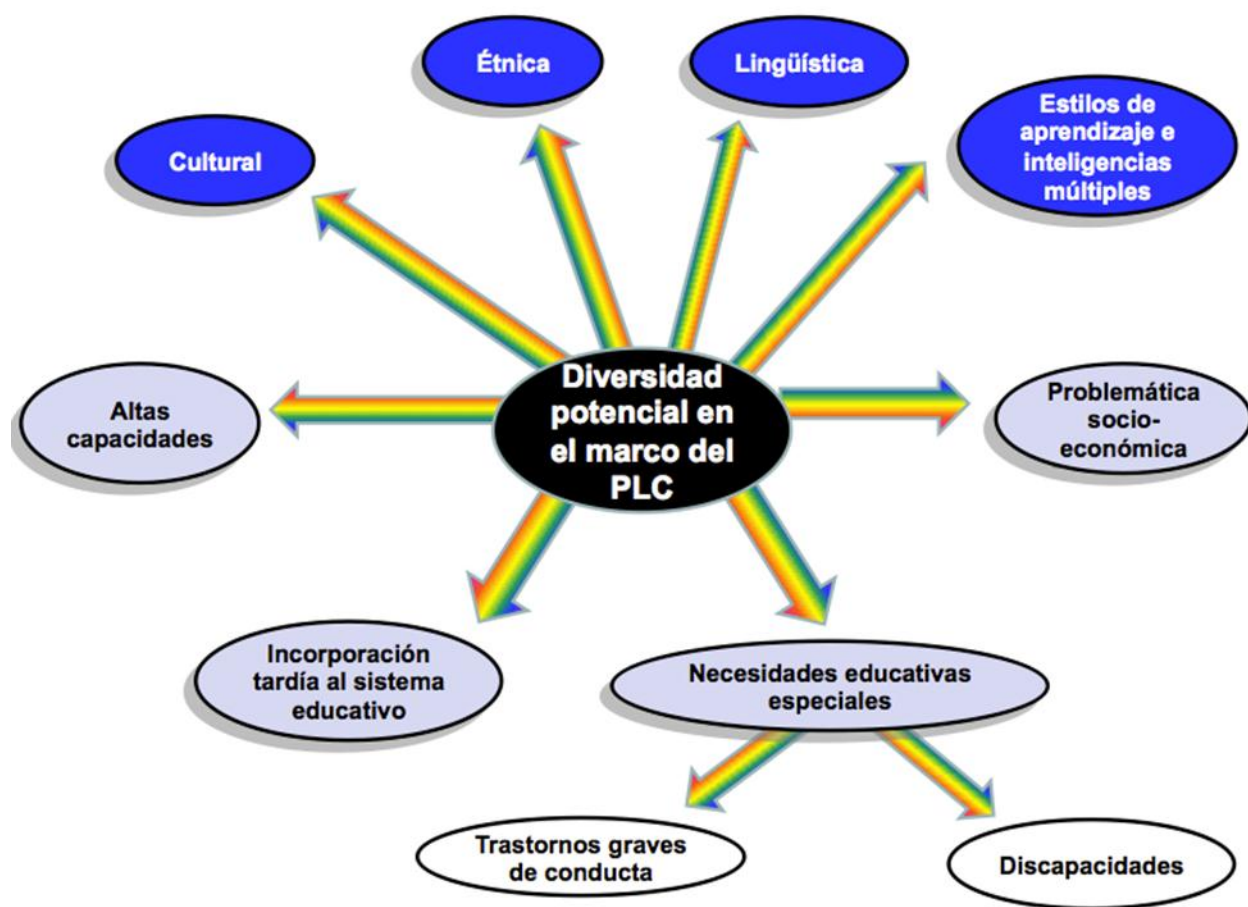 Étnica
Lingüística
Cultural
Estilos de
aprendizaje e
inteligencias
múltiples
Diversidad
potencial en
el marco del
PLC
Altas
capacidades
Problemática
socio-
económica
Incorporación
tardía al sistema
educativo
Necesidades educativas
especiales
Trastornos graves
de conducta
Discapacidades